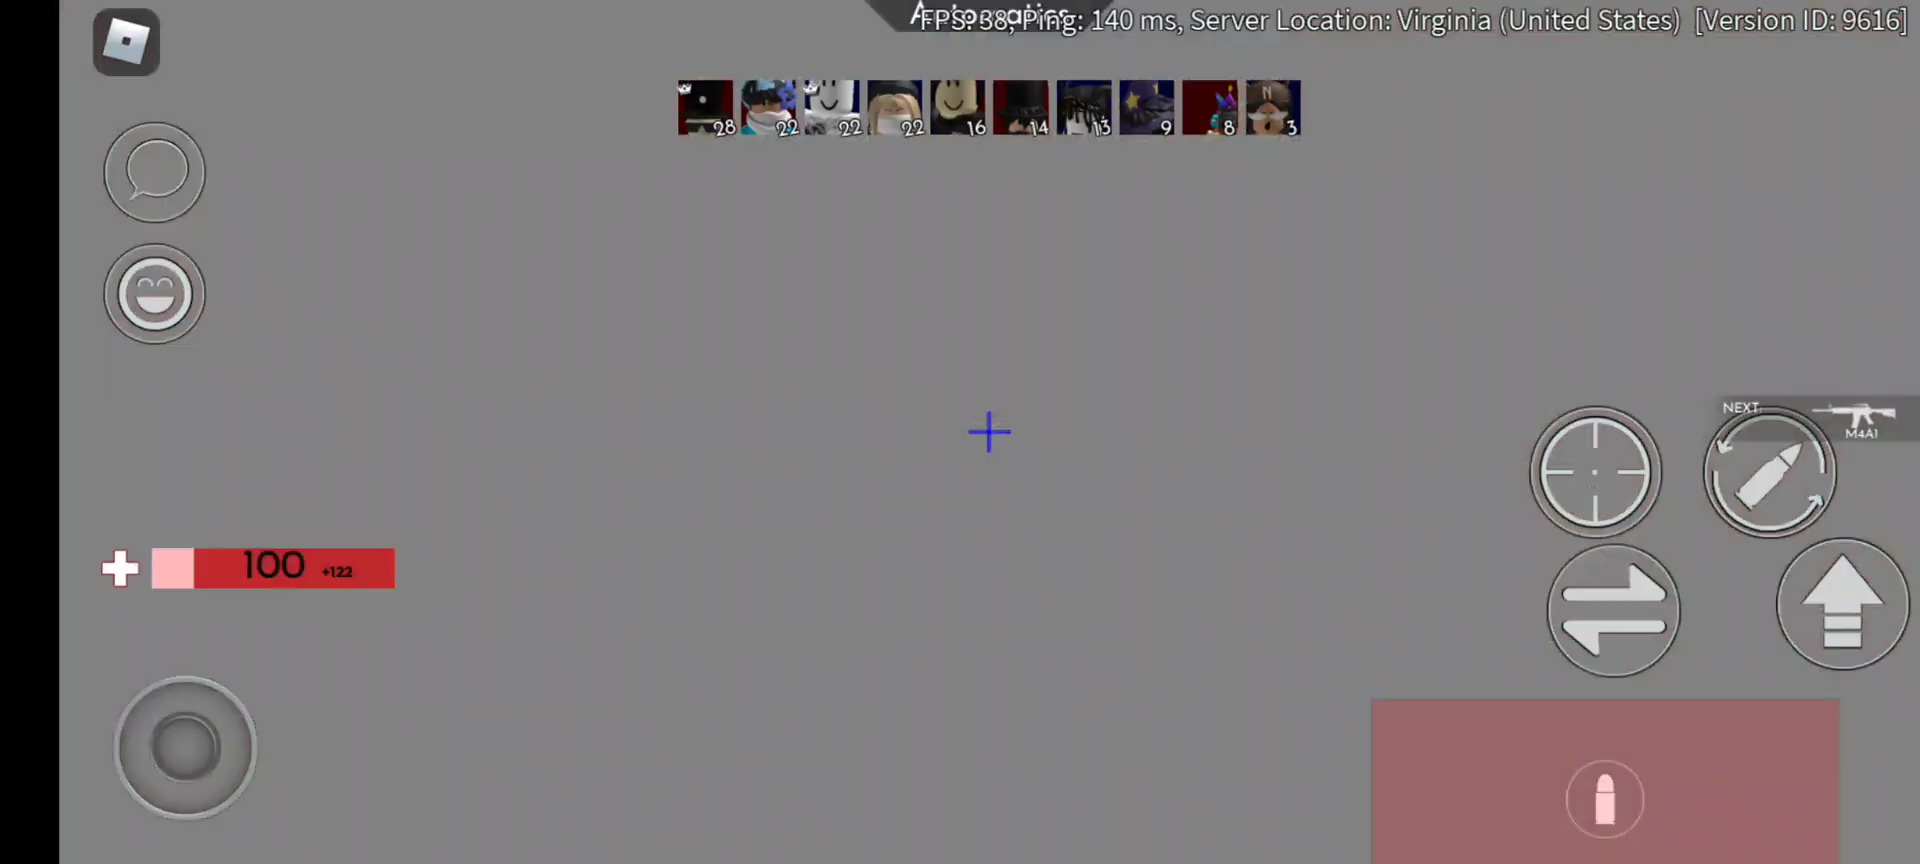 FPS: 38, Ping: 140 ms, Server Location: Virginia (United States) [Version ID: 9616]
28 22 22 22 16 14 13 9 8 3
N
NEXT:
M4A1
100 +122